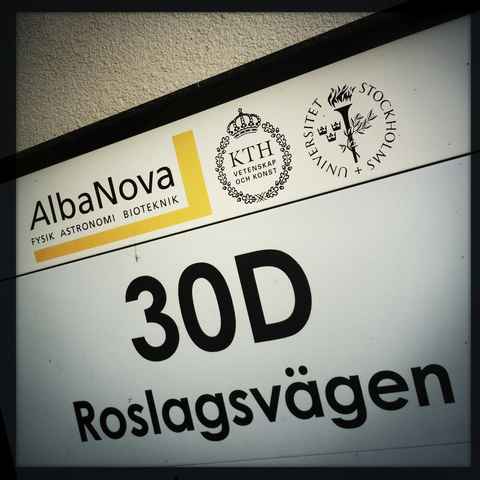 AlbaNova
FYSIK ASTRONOMI BIOTEKNIK
KTH
VETENSKAP
OCH KONST
STOCKHOLMS + UNIVERSITET
30D
Roslagsvägen